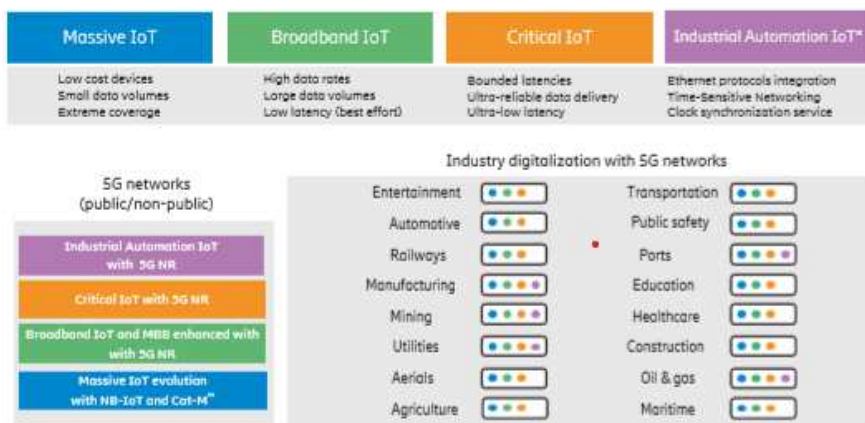 Massive IoT
Broadband IoT
Critical IoT
Industrial Automation IoT*
Low cost devices
Small data volumes
Extreme coverage
High data rates
Large data volumes
Low latency (best effort)
Bounded latencies
Ultra-reliable data delivery
Ultra-low latency
Ethernet protocols integration
Time-Sensitive Networking
Clock synchronization service
5G networks
(public/non-public)
Industrial Automation IoT
with 5G NR
Critical IoT with 5G NR
Broadband IoT and MBB enhanced with
with 5G NR
Massive IoT evolution
with NB-IoT and Cat-M
Industry digitalization with 5G networks
Entertainment
Automotive
Railways
Manufacturing
Mining
Utilities
Aerials
Agriculture
Transportation
Public safety
Ports
Education
Healthcare
Construction
Oil & gas
Maritime